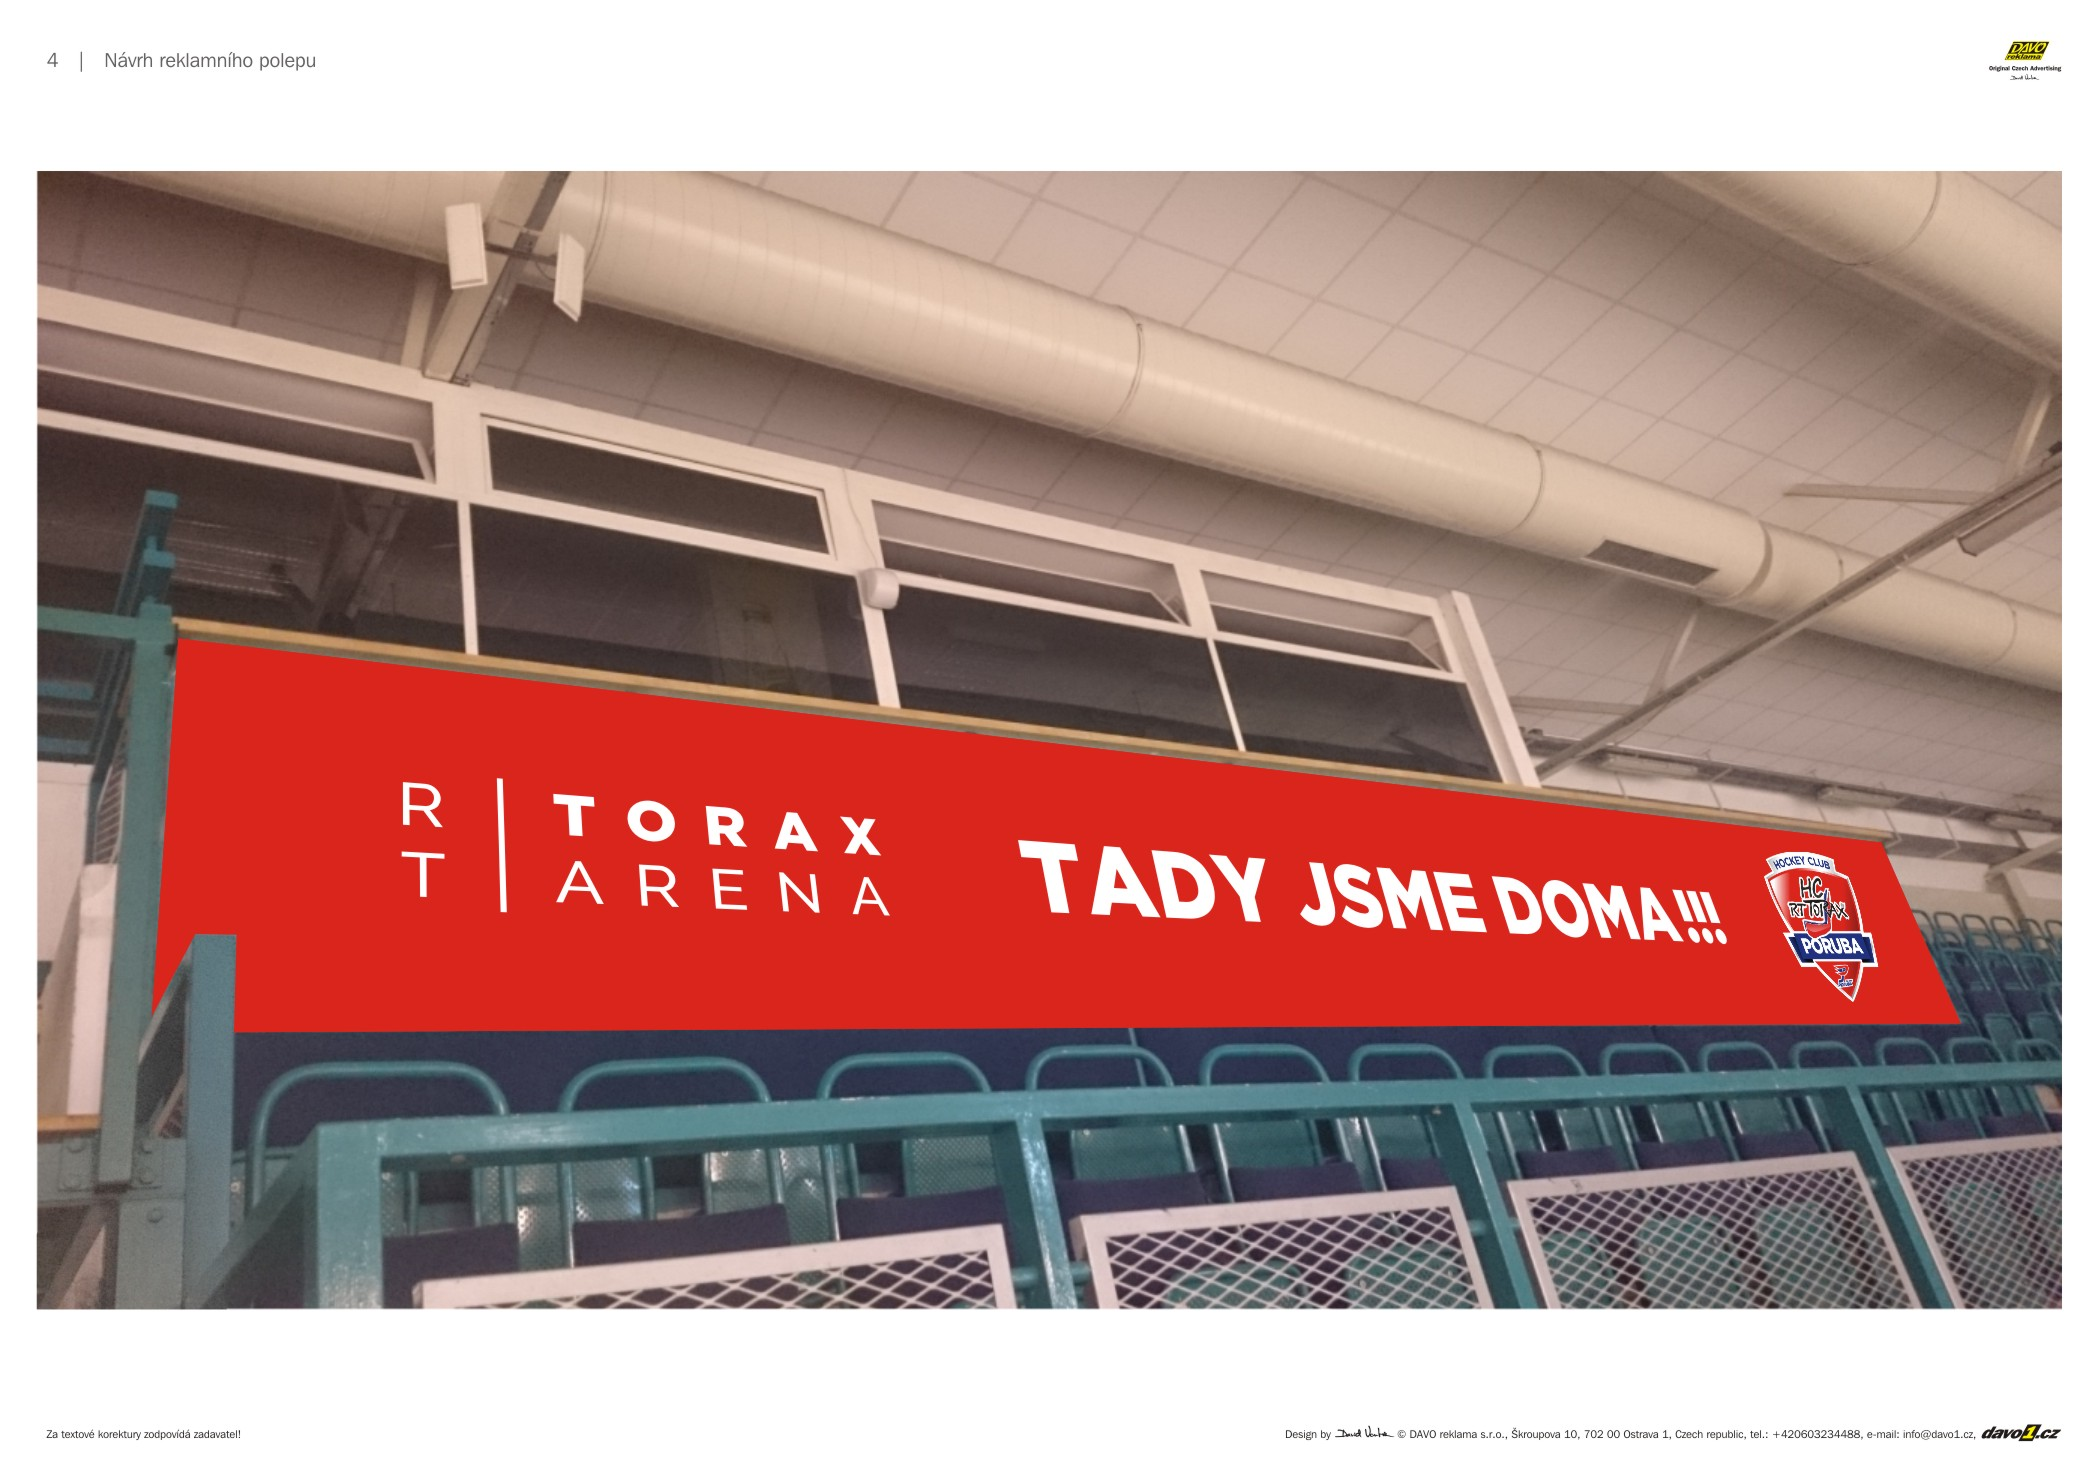 4 | Návrh reklamního polepu
DAVO
reklama
Original Czech Advertising
R
T
TORAX
ARENA
TADY JSME DOMA!!!
HOCKEY CLUB
HC
RT TORAX
PORUBA
Za textové korektury zodpovídá zadavatel!
Design by © DAVO reklama s.r.o., Škroupova 10, 702 00 Ostrava 1, Czech republic, tel.: +420603234488, e-mail: info@davo1.cz, davo1.cz